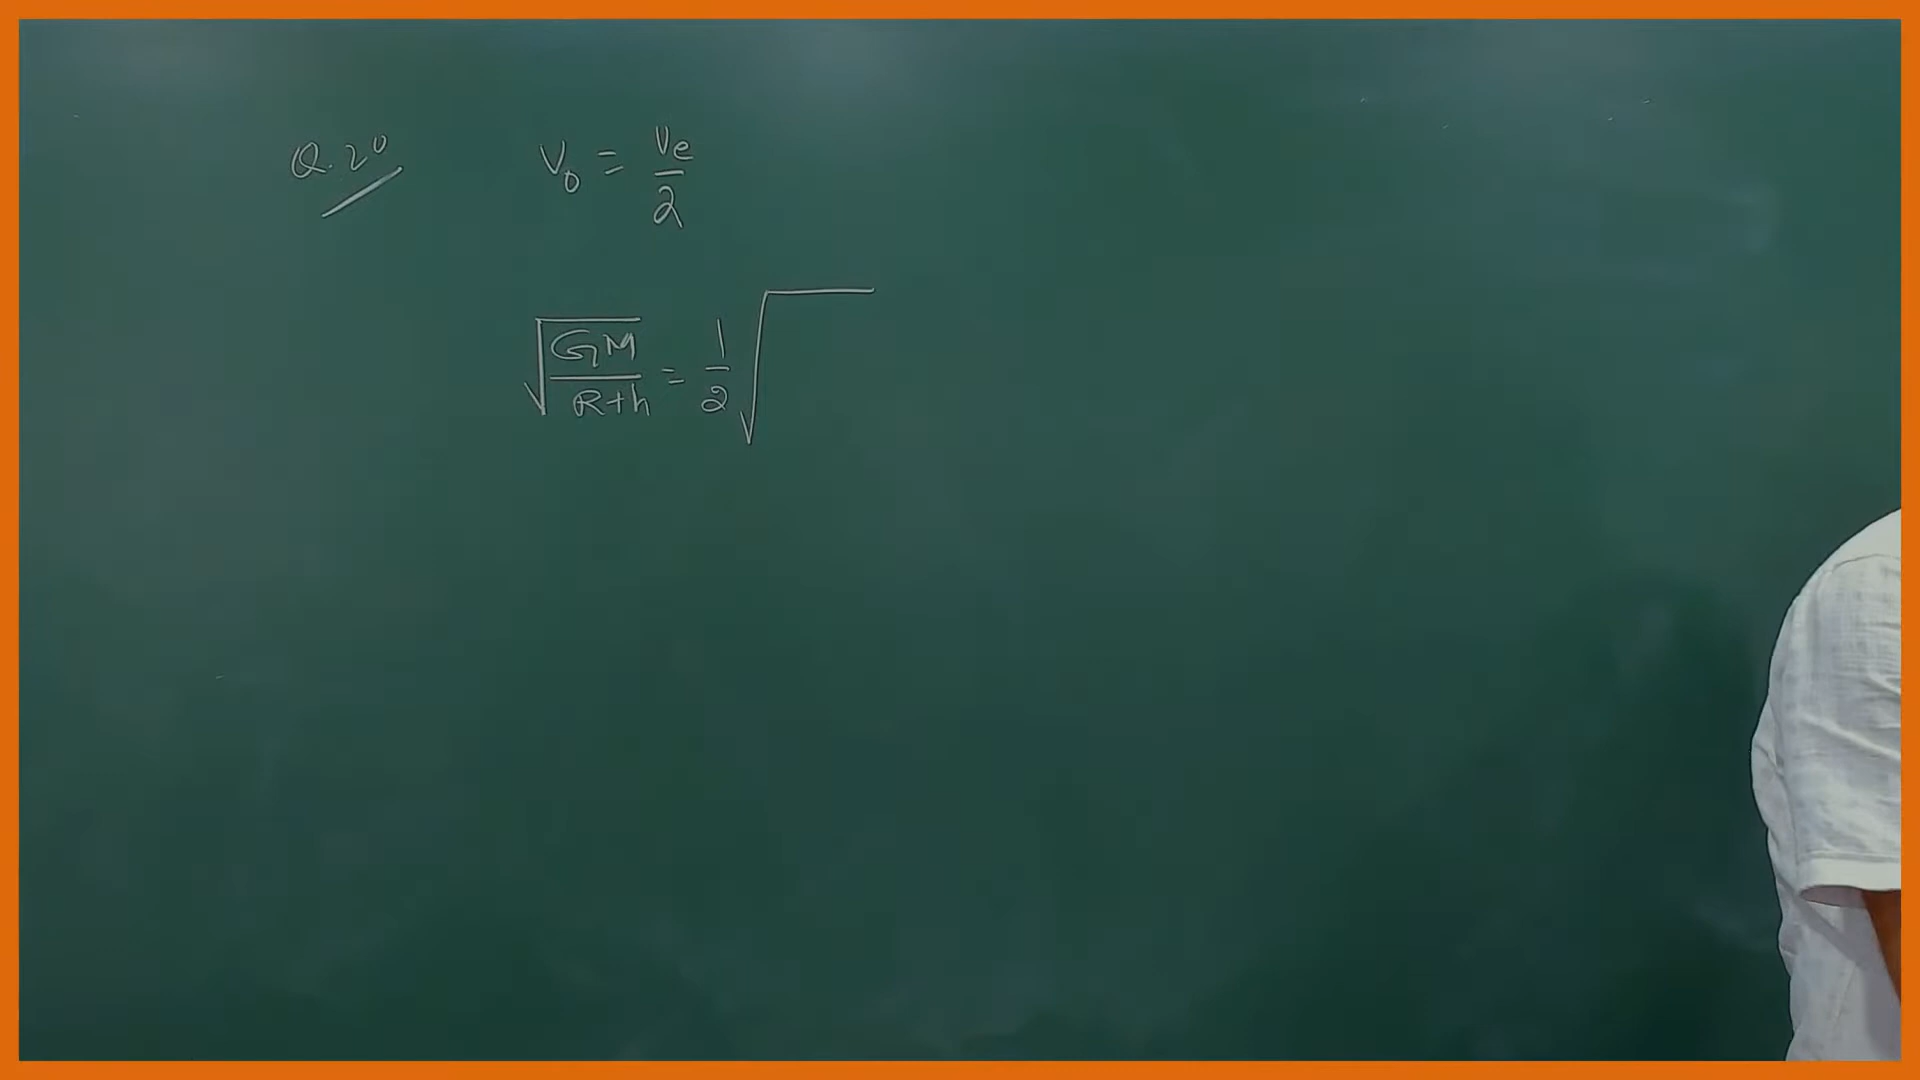 Q.20
V₀ = Ve/2
√(GM/(R+h)) = 1/2 √